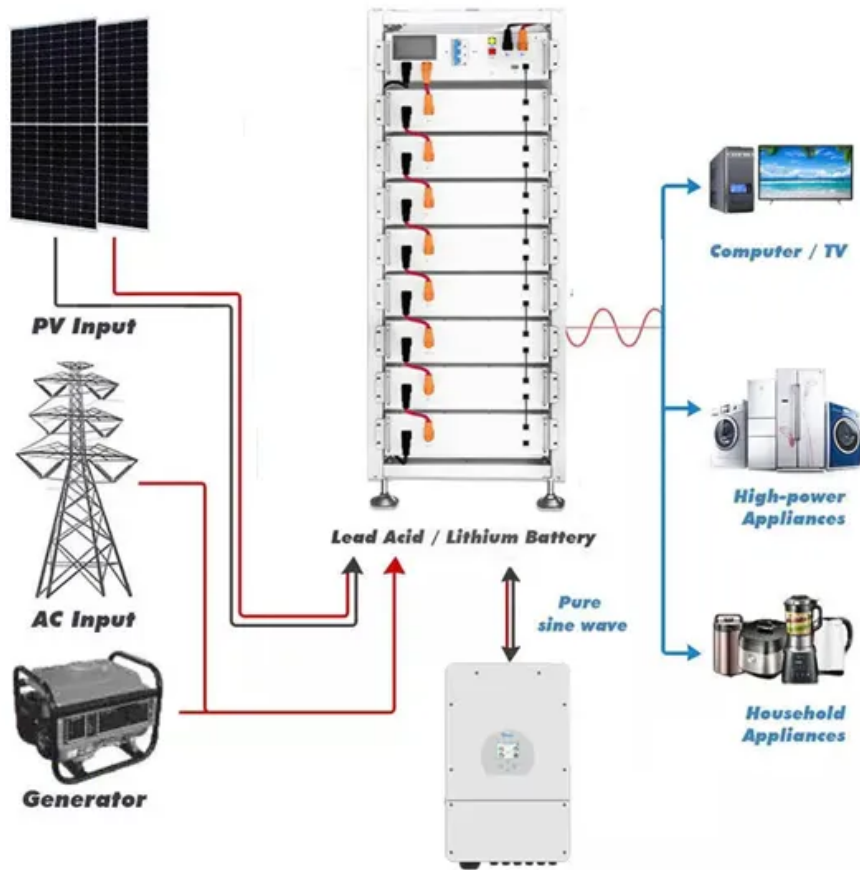 PV Input
AC Input
Generator
Lead Acid / Lithium Battery
Pure
sine wave
Computer / TV
High-power
Appliances
Household
Appliances